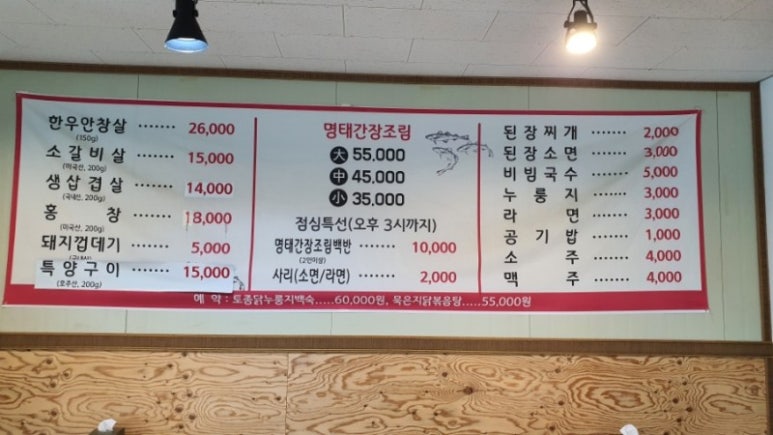 한우안창살 ······· 26,000
(150g)
소갈비살 ······ 15,000
(미국산, 200g)
생삼겹살 ······ 14,000
(국내산, 200g)
홍창 ······ 18,000
(미국산, 200g)
돼지껍데기 ······ 5,000
특양구이 ······ 15,000
(호주산, 200g)
명태간장조림
大 55,000
中 45,000
小 35,000
점심특선(오후 3시까지)
명태간장조림백반 ······· 10,000
(2인이상)
사리(소면/라면) ······· 2,000
된장찌개 ······· 2,000
된장소면 ······· 3,000
비빔국수 ······· 5,000
누룽지 ······· 3,000
라면 ······· 3,000
공기밥 ······· 1,000
소주 ······· 4,000
맥주 ······· 4,000
예 약 : 토종닭누룽지백숙.....60,000원, 묵은지닭볶음탕.....55,000원